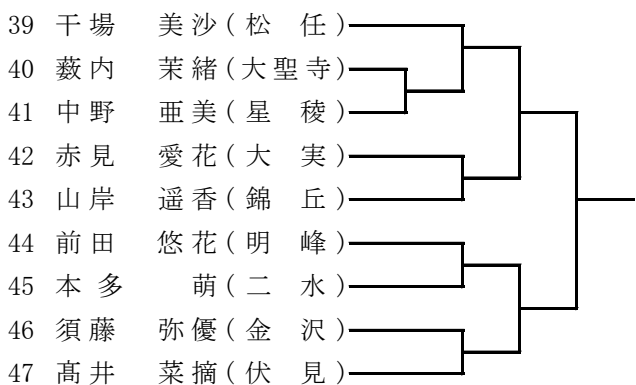 39 干場 美沙(松 任)
40 薮内 茉緒(大聖寺)
41 中野 亜美(星 稜)
42 赤見 愛花(大 実)
43 山岸 遥香(錦 丘)
44 前田 悠花(明 峰)
45 本多 萌(二 水)
46 須藤 弥優(金 沢)
47 髙井 菜摘(伏 見)